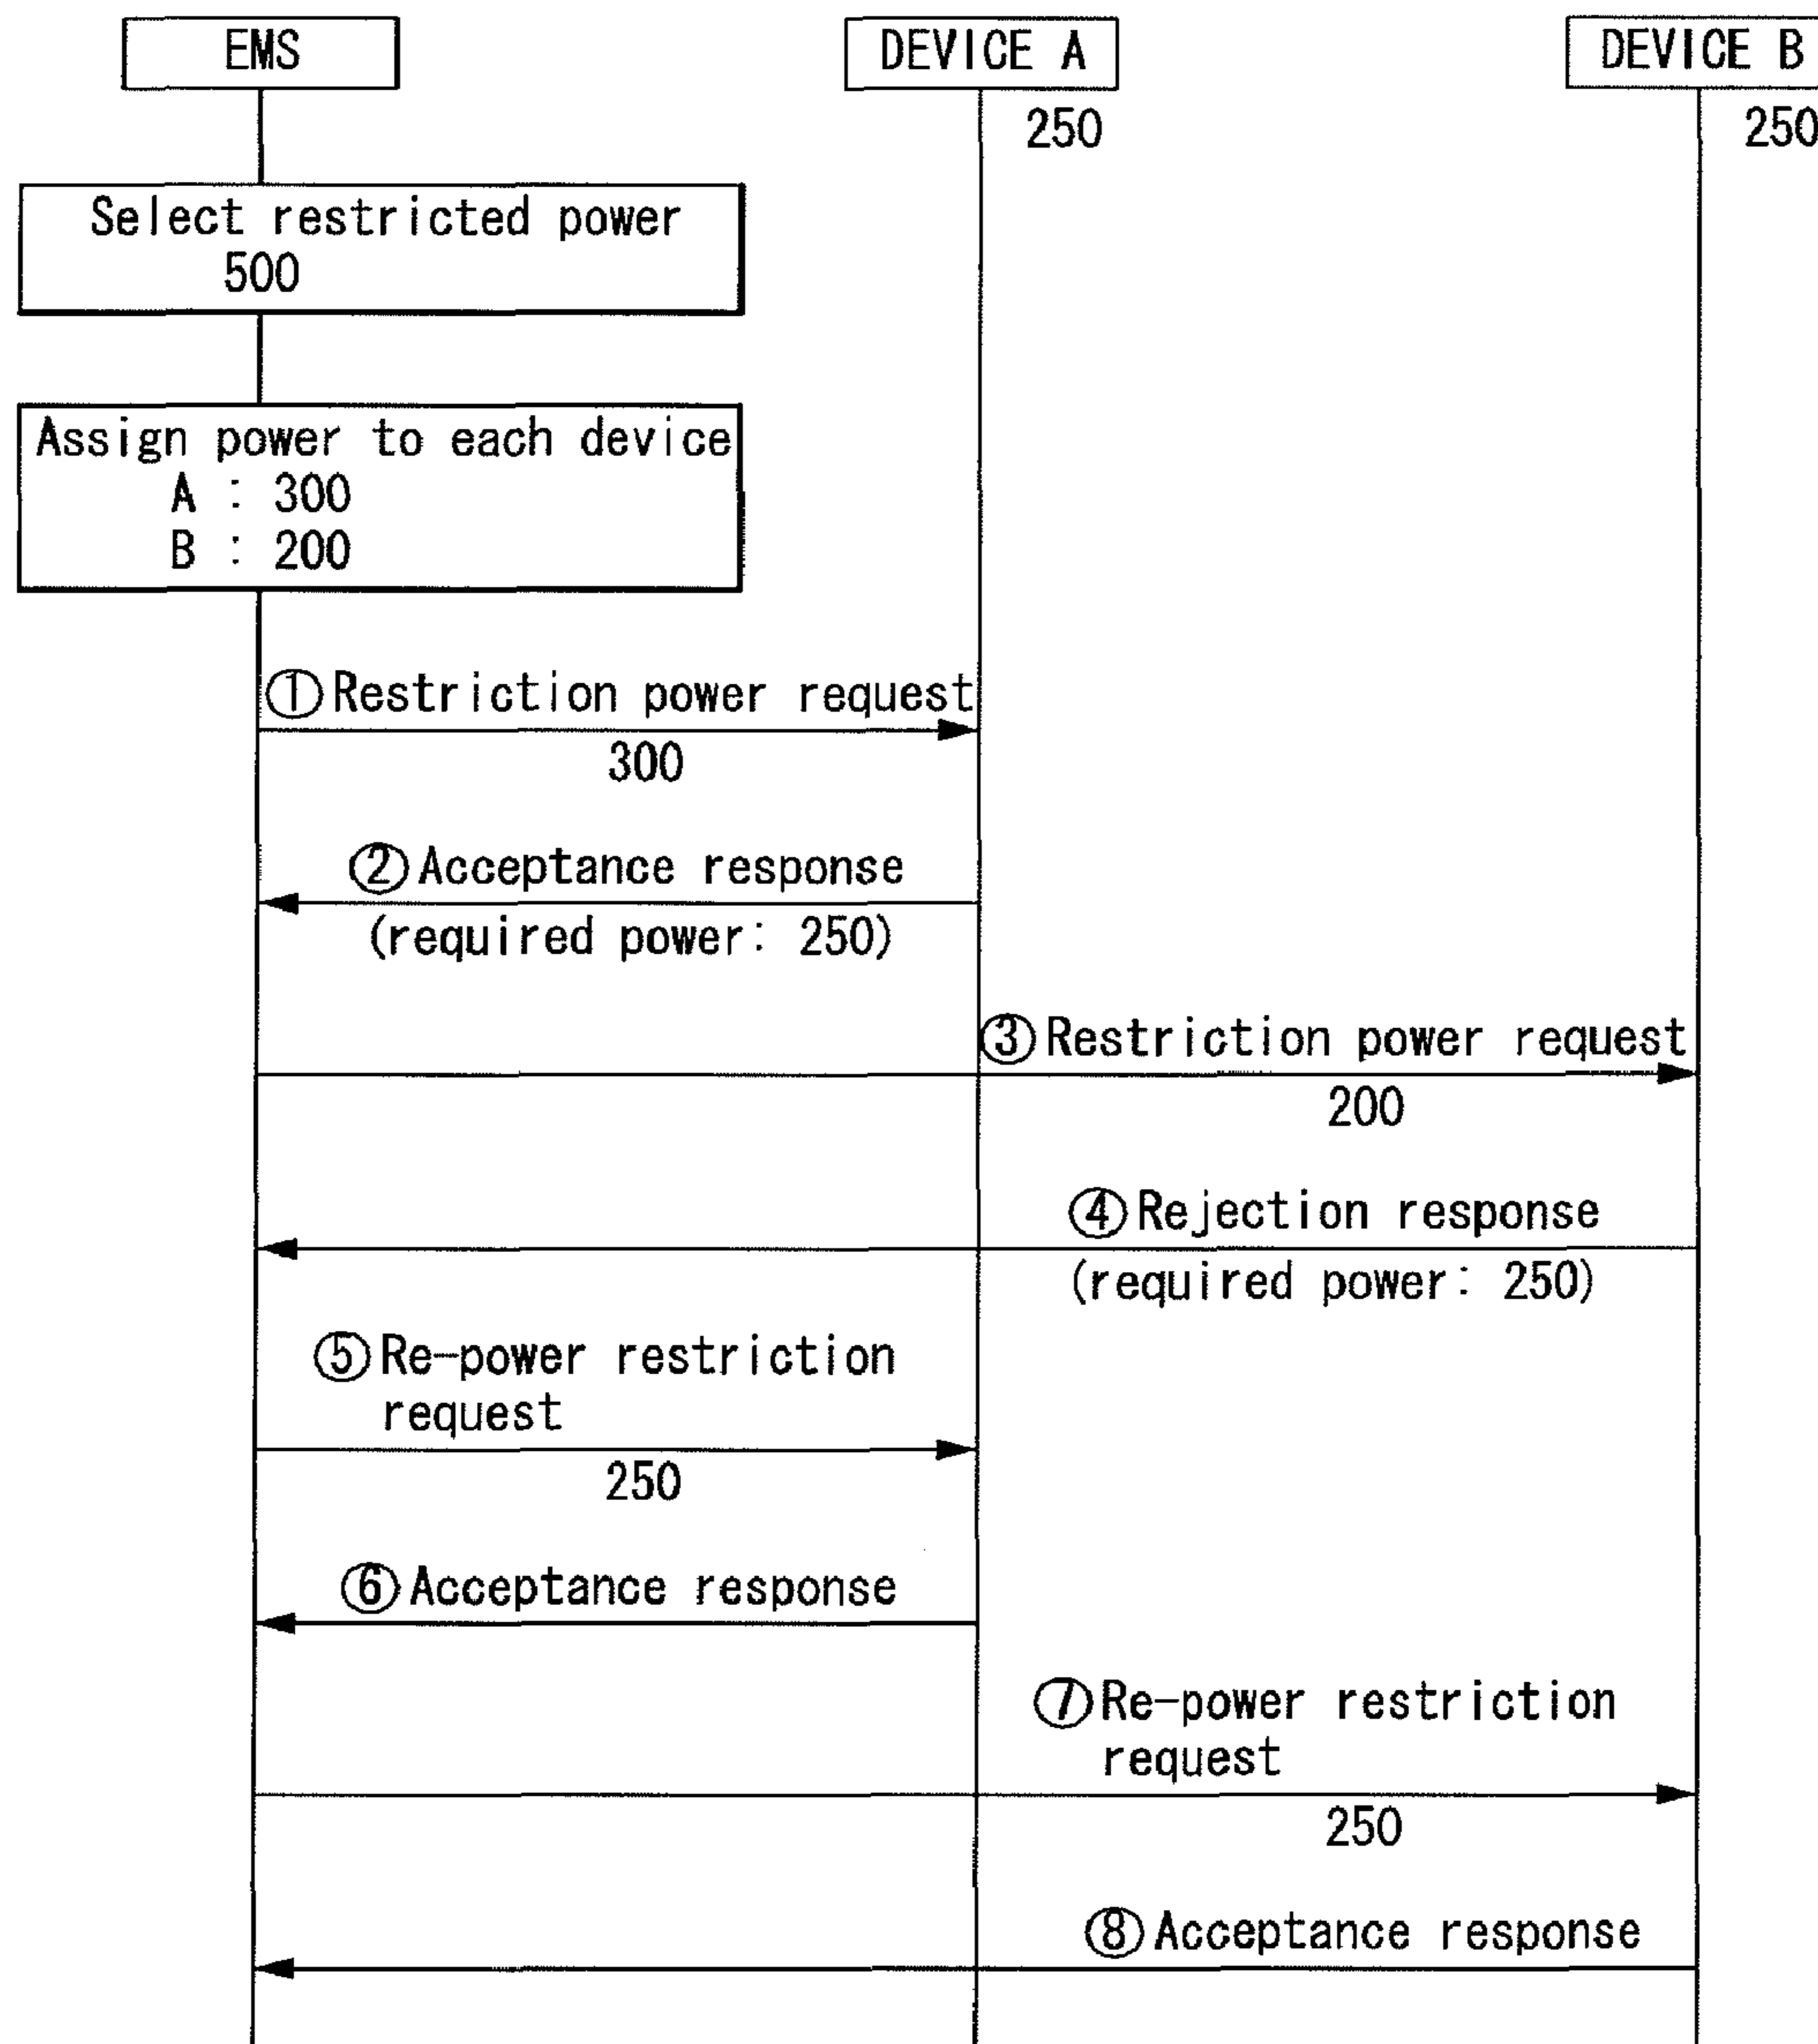 EMS
DEVICE A
DEVICE B
250
250
Select restricted power
500
Assign power to each device
A : 300
B : 200
①Restriction power request
300
②Acceptance response
(required power: 250)
③Restriction power request
200
④Rejection response
(required power: 250)
⑤Re-power restriction
request
250
⑥Acceptance response
⑦Re-power restriction
request
250
⑧Acceptance response